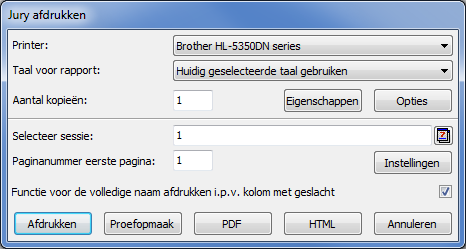 Jury afdrukken
Printer: Brother HL-5350DN series
Taal voor rapport: Huidig geselecteerde taal gebruiken
Aantal kopieën: 1 Eigenschappen Opties
Selecteer sessie: 1 ?
Paginanummer eerste pagina: 1 Instellingen
Functie voor de volledige naam afdrukken i.p.v. kolom met geslacht
Afdrukken Proefopmaak PDF HTML Annuleren